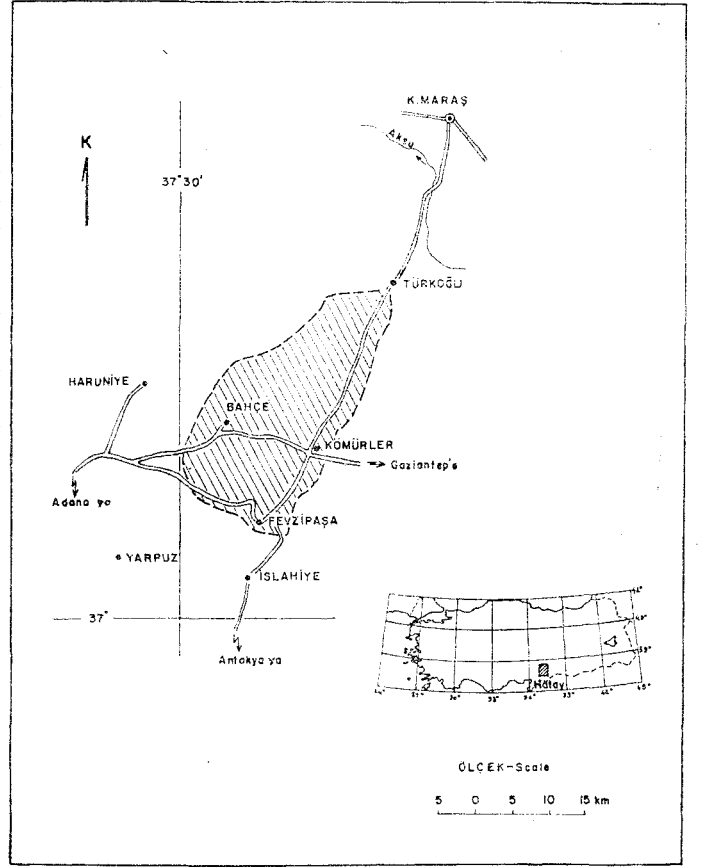 K. MARAŞ
Aksu
K
37°30'
TÜRKOĞLU
HARUNİYE
BAHÇE
KÖMÜRLER
Gaziantep'e
Adana ya
FEVZİPAŞA
YARPUZ
İSLAHİYE
37°
Antakya ya
Hatay
ÖLÇEK-Scale
5 0 5 10 15 km